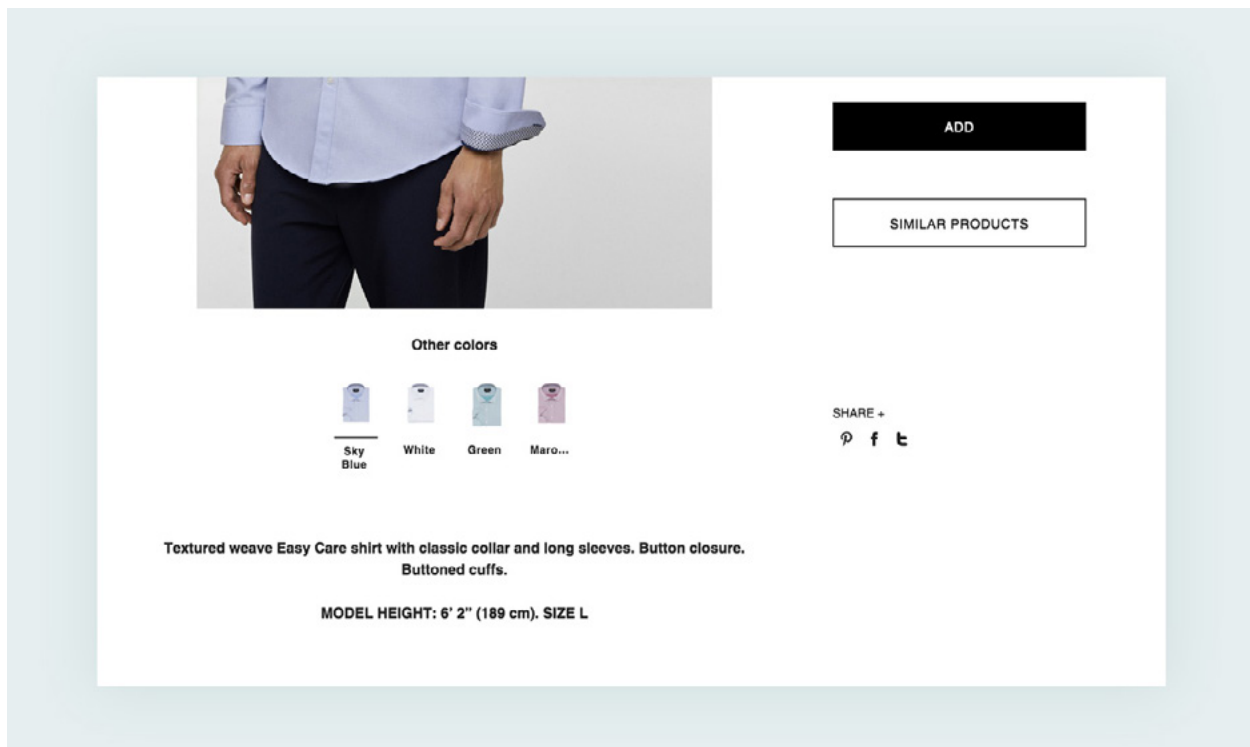 ADD
SIMILAR PRODUCTS
Other colors
Sky
Blue
White
Green
Maro...
SHARE +
Textured weave Easy Care shirt with classic collar and long sleeves. Button closure.
Buttoned cuffs.
MODEL HEIGHT: 6' 2" (189 cm). SIZE L